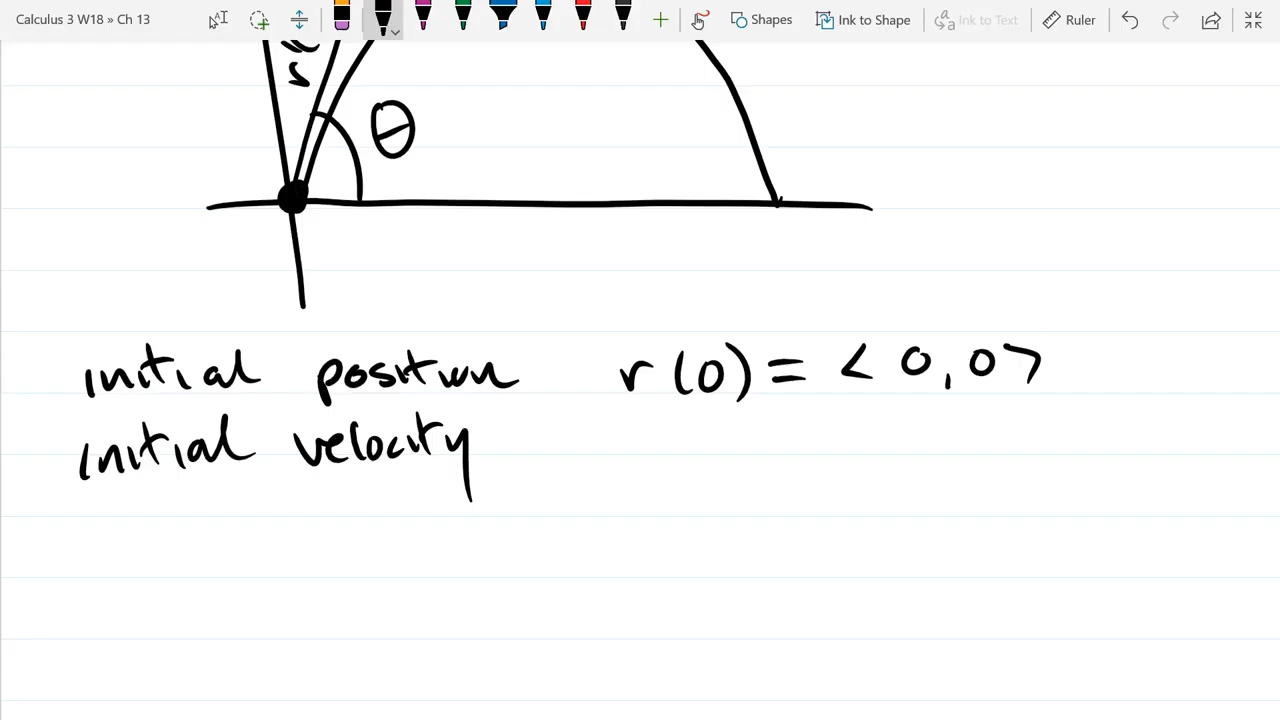 Calculus 3 W18 » Ch 13
Shapes
Ink to Shape
Ink to Text
Ruler
θ
initial position r(0) = < 0, 0 >
initial velocity